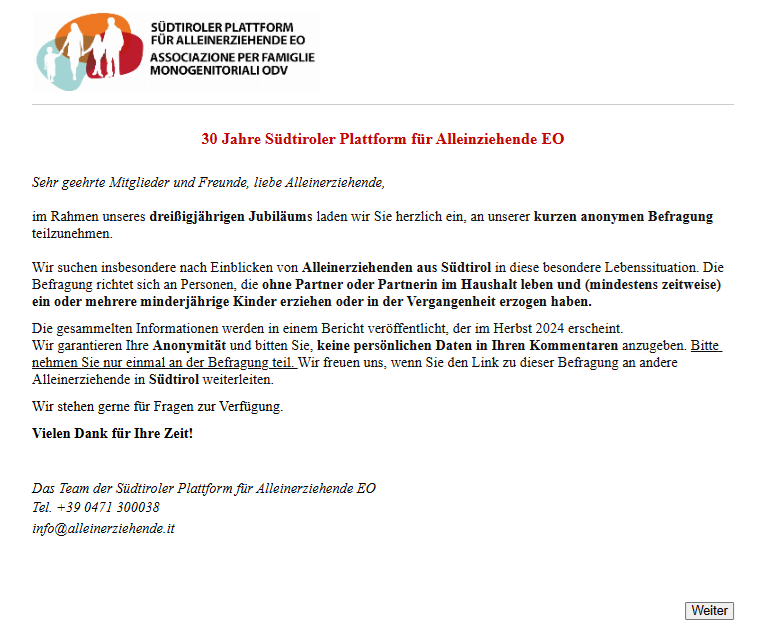 SÜDTIROLER PLATTFORM
FÜR ALLEINERZIEHENDE EO
ASSOCIAZIONE PER FAMIGLIE
MONOGENITORIALI ODV
30 Jahre Südtiroler Plattform für Alleinziehende EO
Sehr geehrte Mitglieder und Freunde, liebe Alleinerziehende,
im Rahmen unseres dreißigjährigen Jubiläums laden wir Sie herzlich ein, an unserer kurzen anonymen Befragung
teilzunehmen.
Wir suchen insbesondere nach Einblicken von Alleinerziehenden aus Südtirol in diese besondere Lebenssituation. Die
Befragung richtet sich an Personen, die ohne Partner oder Partnerin im Haushalt leben und (mindestens zeitweise)
ein oder mehrere minderjährige Kinder erziehen oder in der Vergangenheit erzogen haben.
Die gesammelten Informationen werden in einem Bericht veröffentlicht, der im Herbst 2024 erscheint.
Wir garantieren Ihre Anonymität und bitten Sie, keine persönlichen Daten in Ihren Kommentaren anzugeben. Bitte
nehmen Sie nur einmal an der Befragung teil. Wir freuen uns, wenn Sie den Link zu dieser Befragung an andere
Alleinerziehende in Südtirol weiterleiten.
Wir stehen gerne für Fragen zur Verfügung.
Vielen Dank für Ihre Zeit!
Das Team der Südtiroler Plattform für Alleinerziehende EO
Tel. +39 0471 300038
info@alleinerziehende.it
Weiter